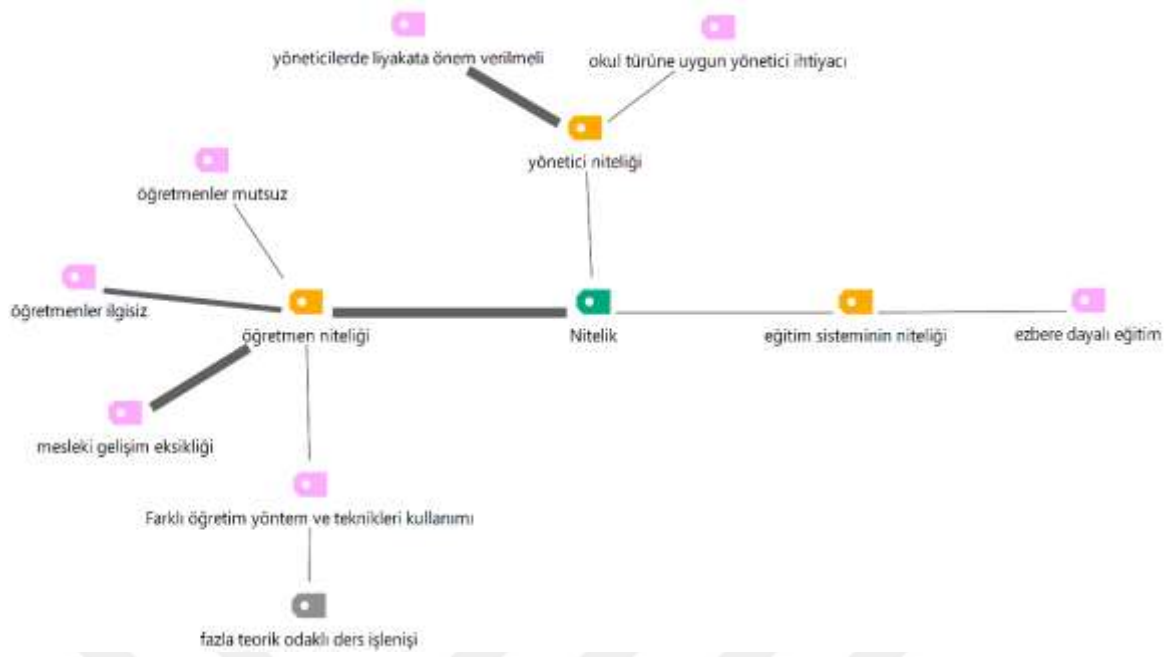 yöneticilerde liyakata önem verilmeli
okul türüne uygun yönetici ihtiyacı
yönetici niteliği
öğretmenler mutsuz
öğretmenler ilgisiz
öğretmen niteliği
Nitelik
eğitim sisteminin niteliği
ezbere dayalı eğitim
mesleki gelişim eksikliği
Farklı öğretim yöntem ve teknikleri kullanımı
fazla teorik odaklı ders işlenişi